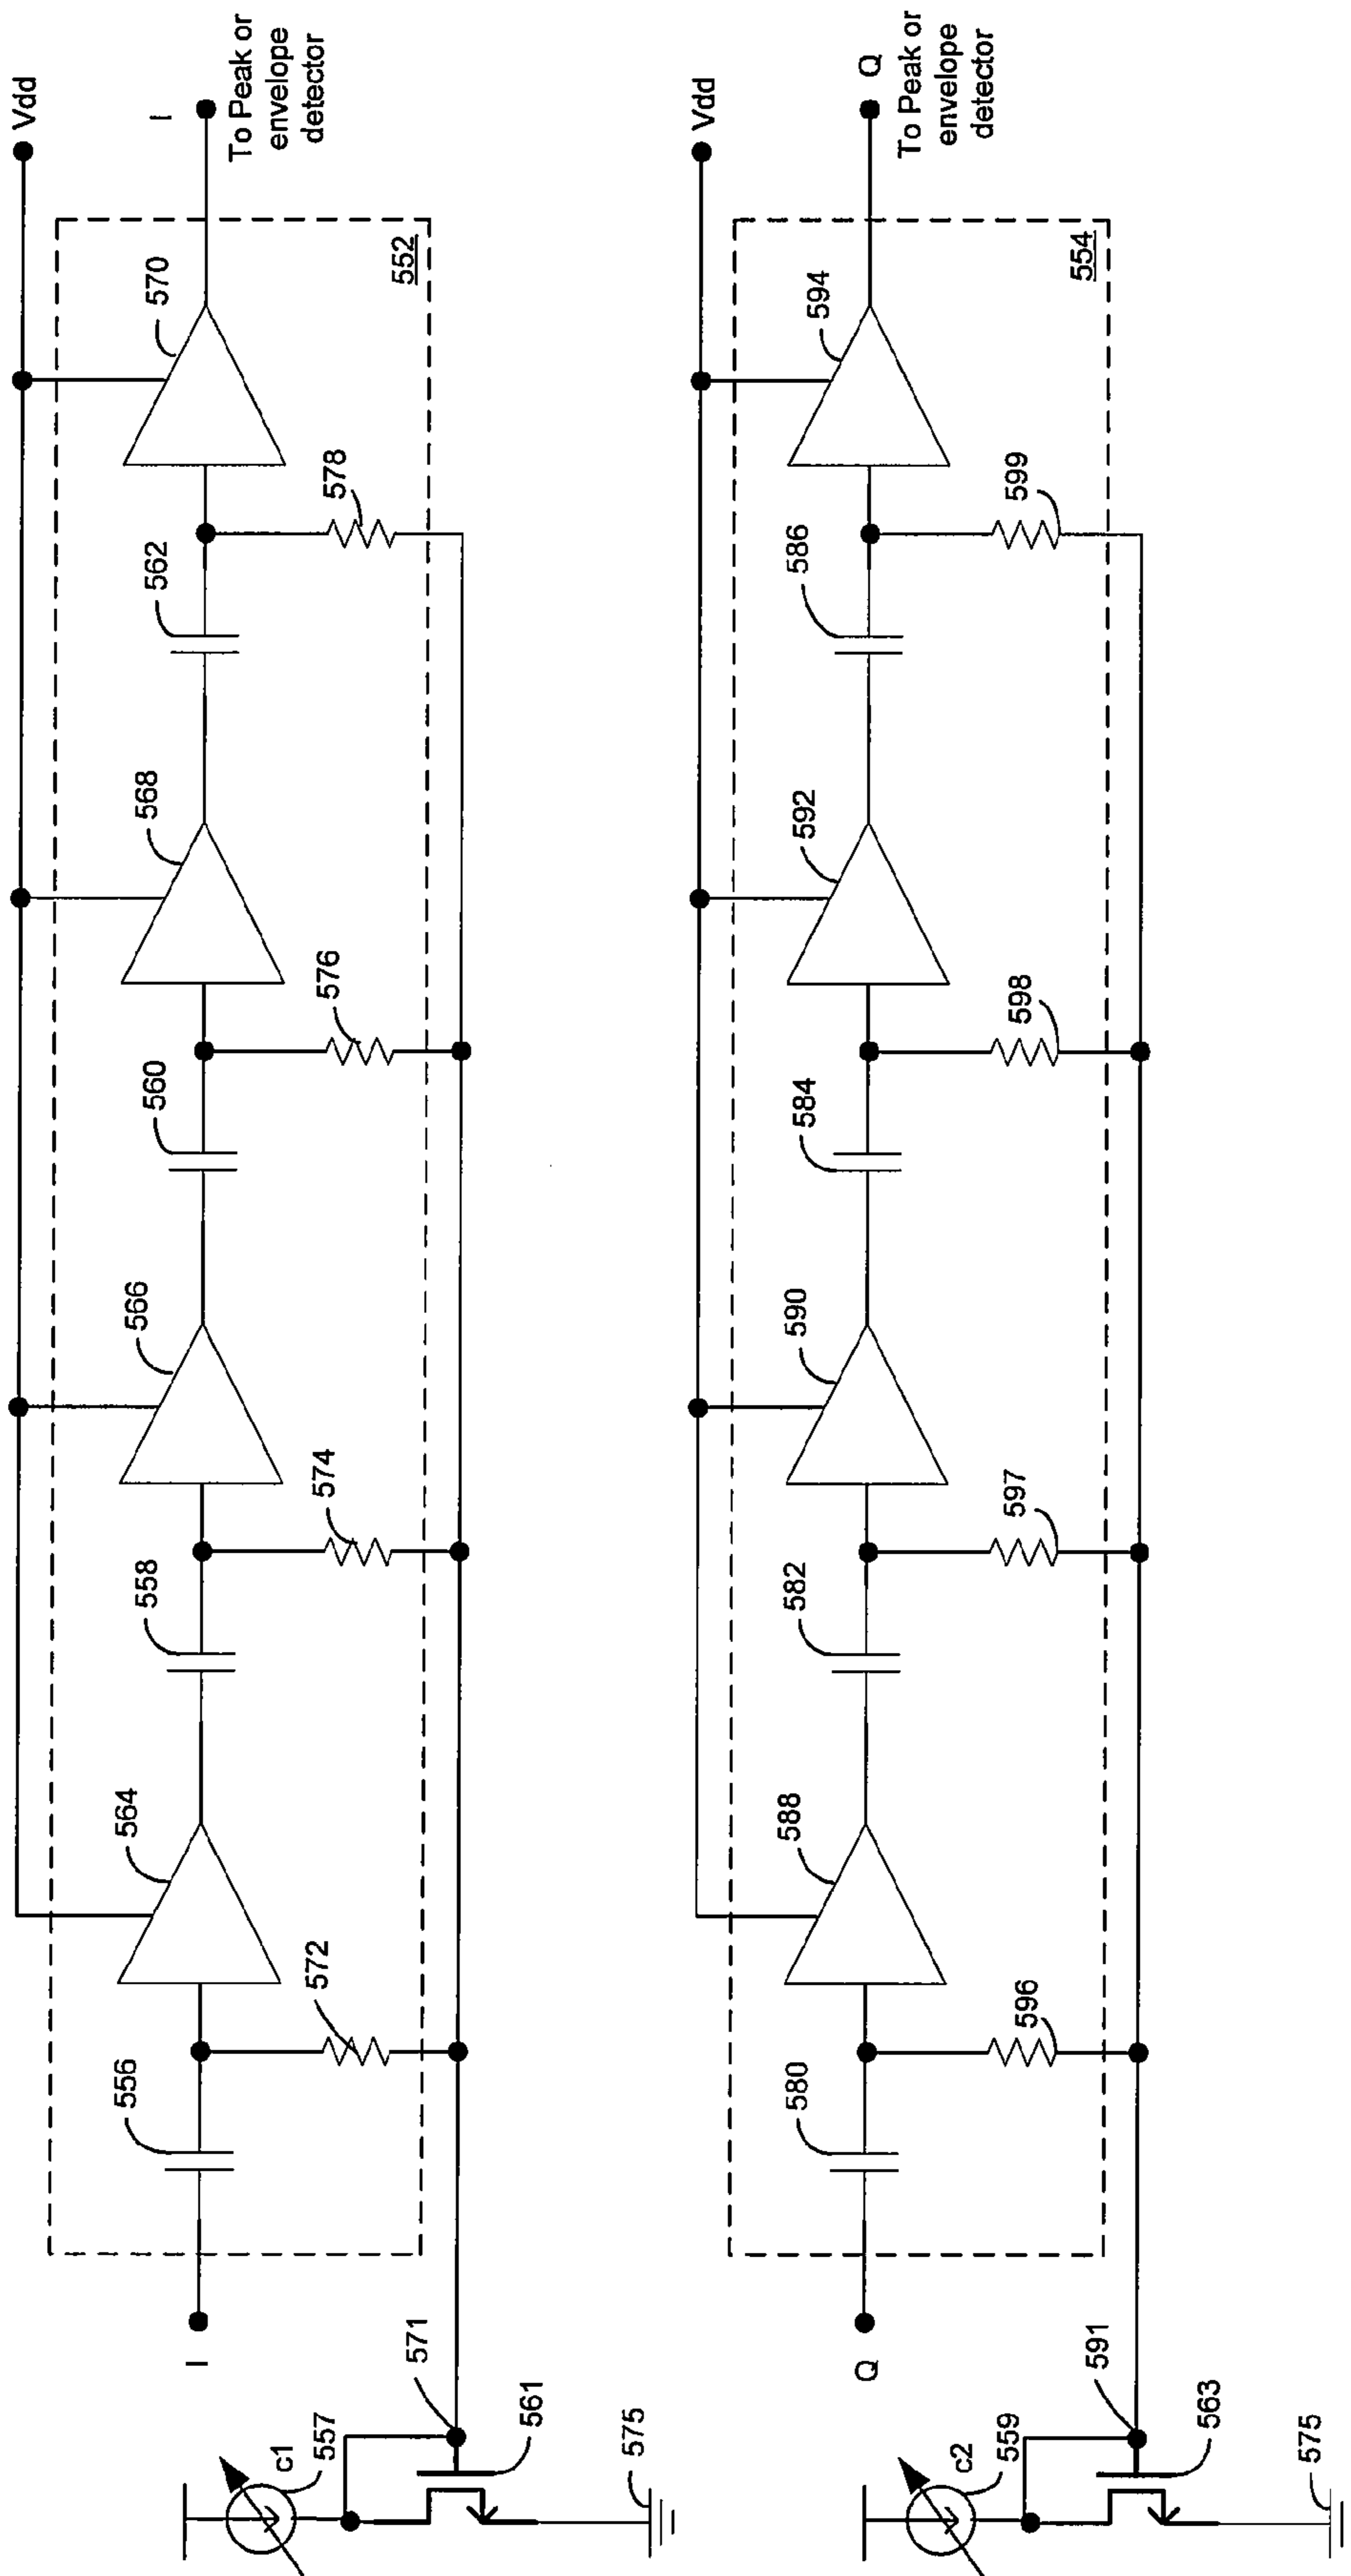 Vdd
I
To Peak or
envelope
detector
570
552
578
562
568
576
560
566
574
558
564
572
556
I
571
561
c1
557
575
Vdd
Q
To Peak or
envelope
detector
594
554
599
586
592
598
584
590
597
582
588
596
580
Q
591
563
c2
559
575